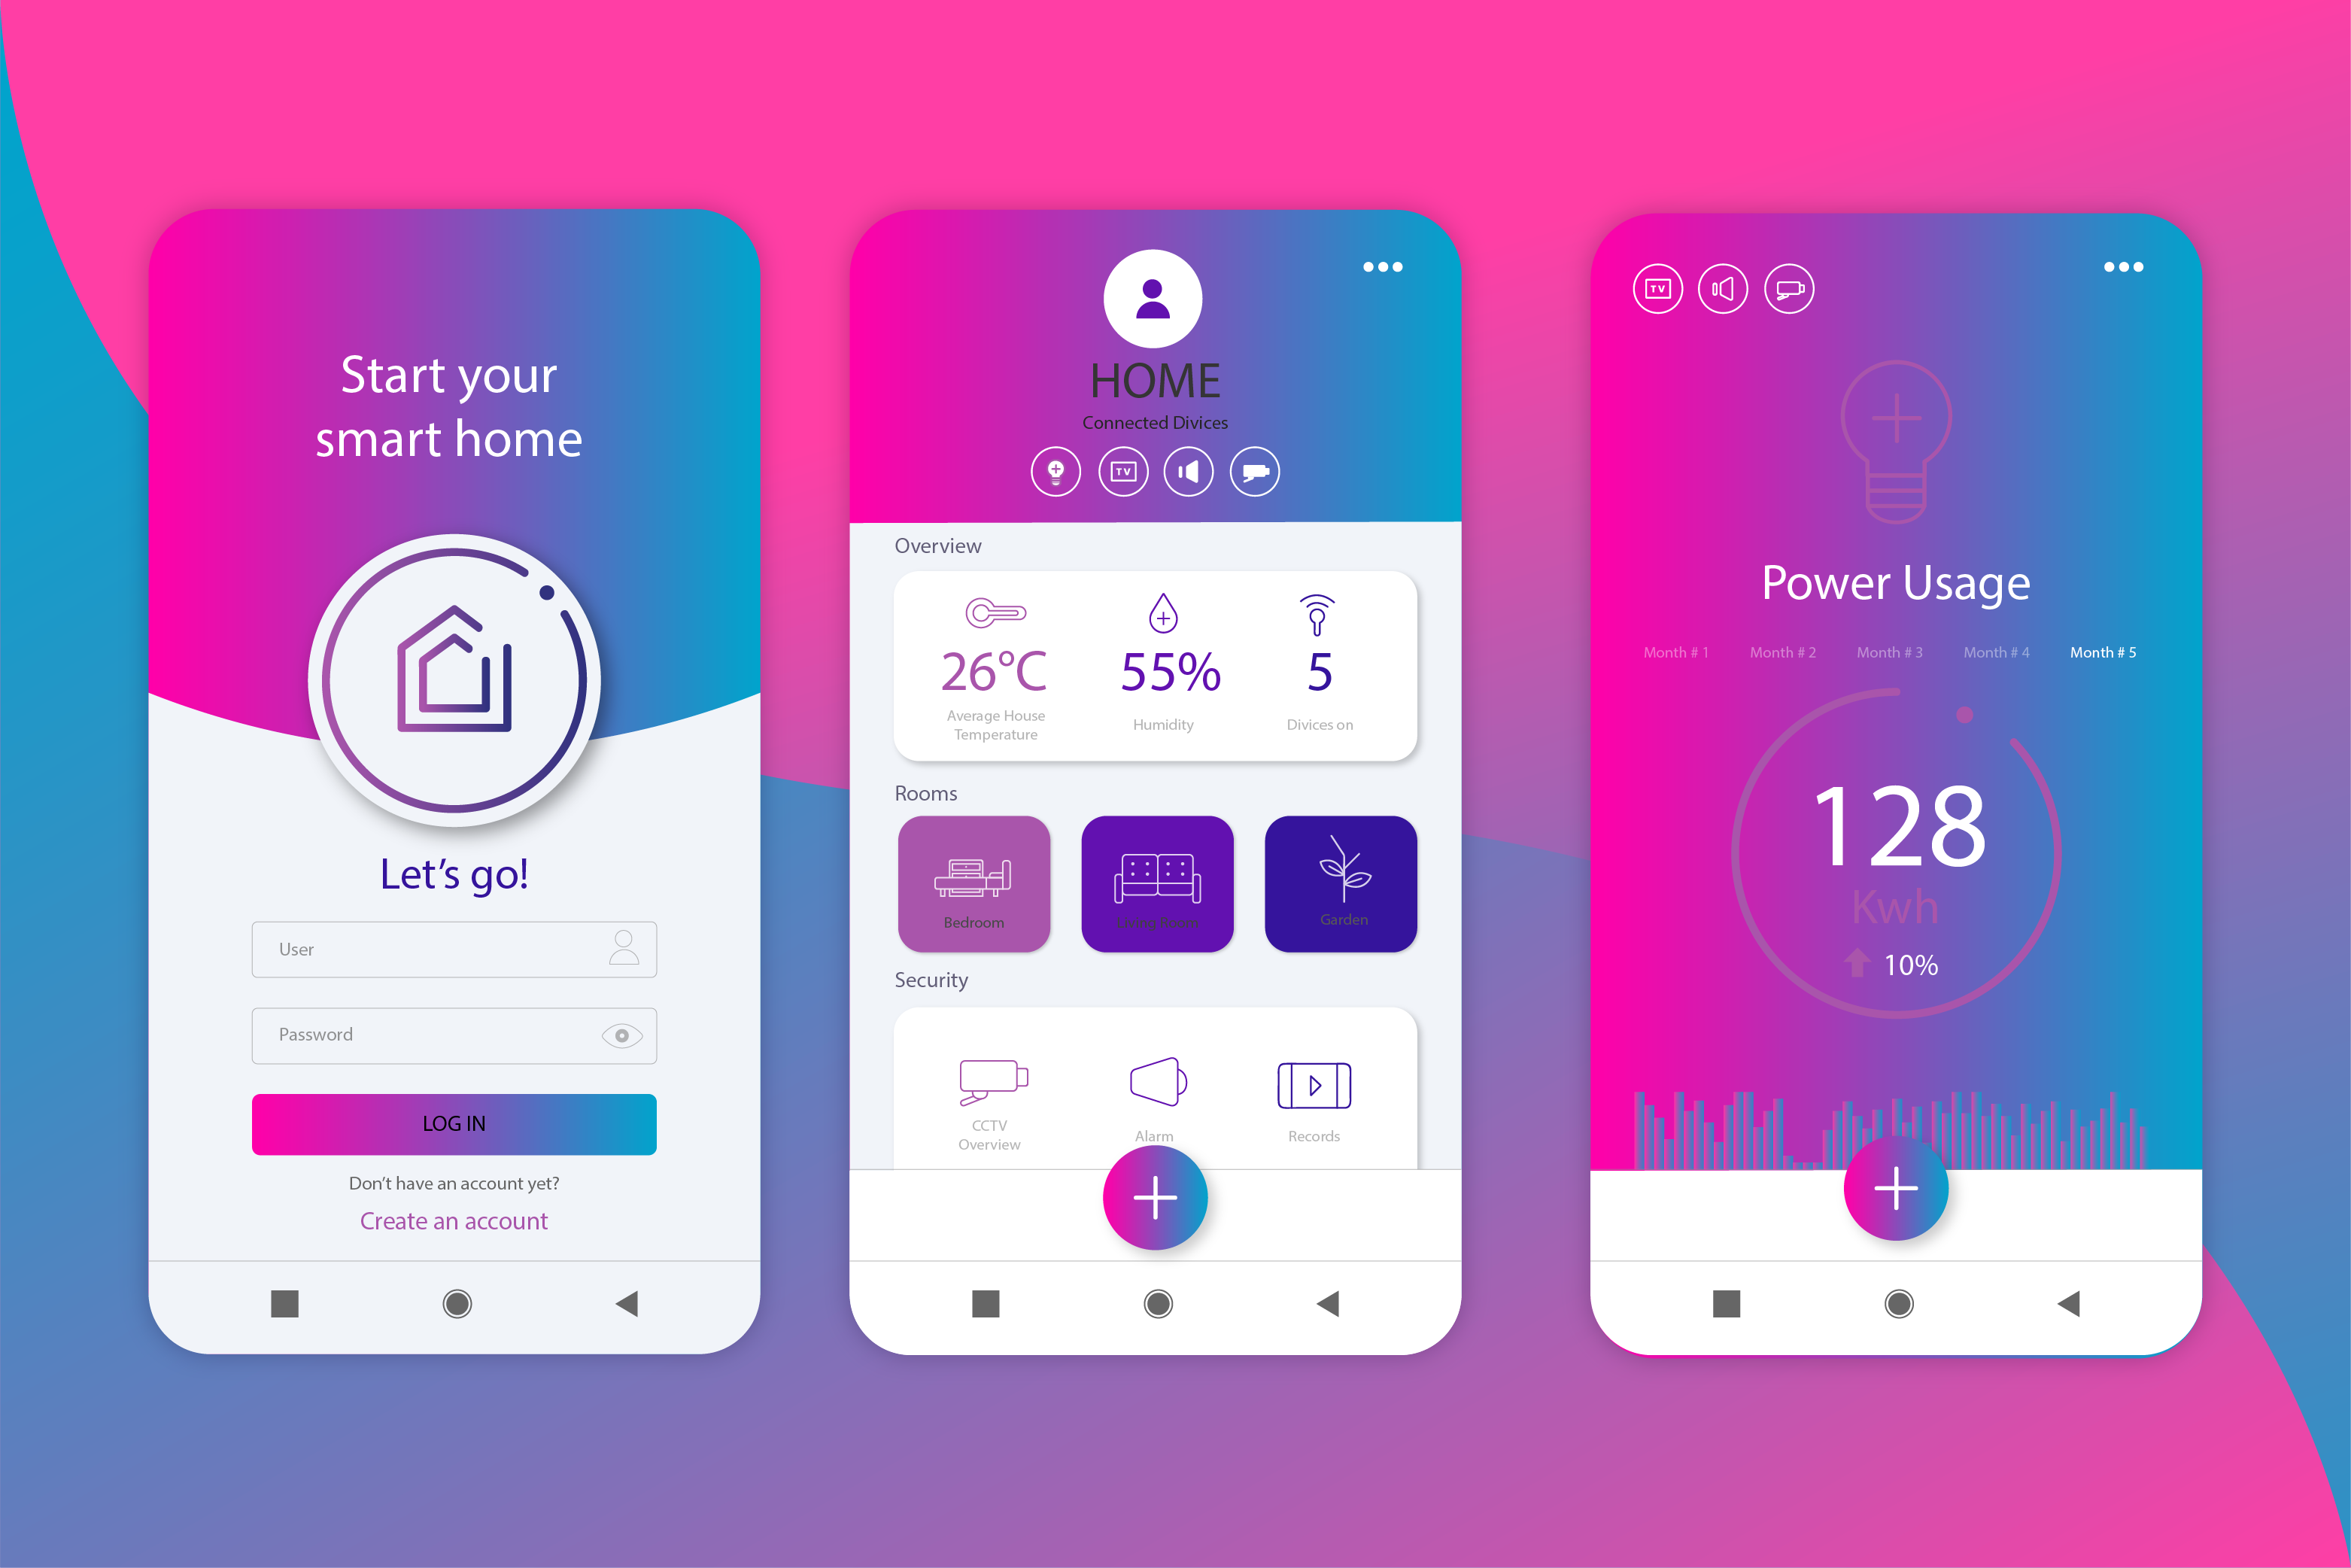 Start your
smart home
Let's go!
User
Password
LOG IN
Don't have an account yet?
Create an account
HOME
Connected Divices
TV
Overview
26°C
55%
5
Average House
Temperature
Humidity
Divices on
Rooms
Bedroom
Living Room
Garden
Security
CCTV
Overview
Alarm
Records
TV
Power Usage
Month # 1
Month # 2
Month # 3
Month # 4
Month # 5
128
Kwh
10%